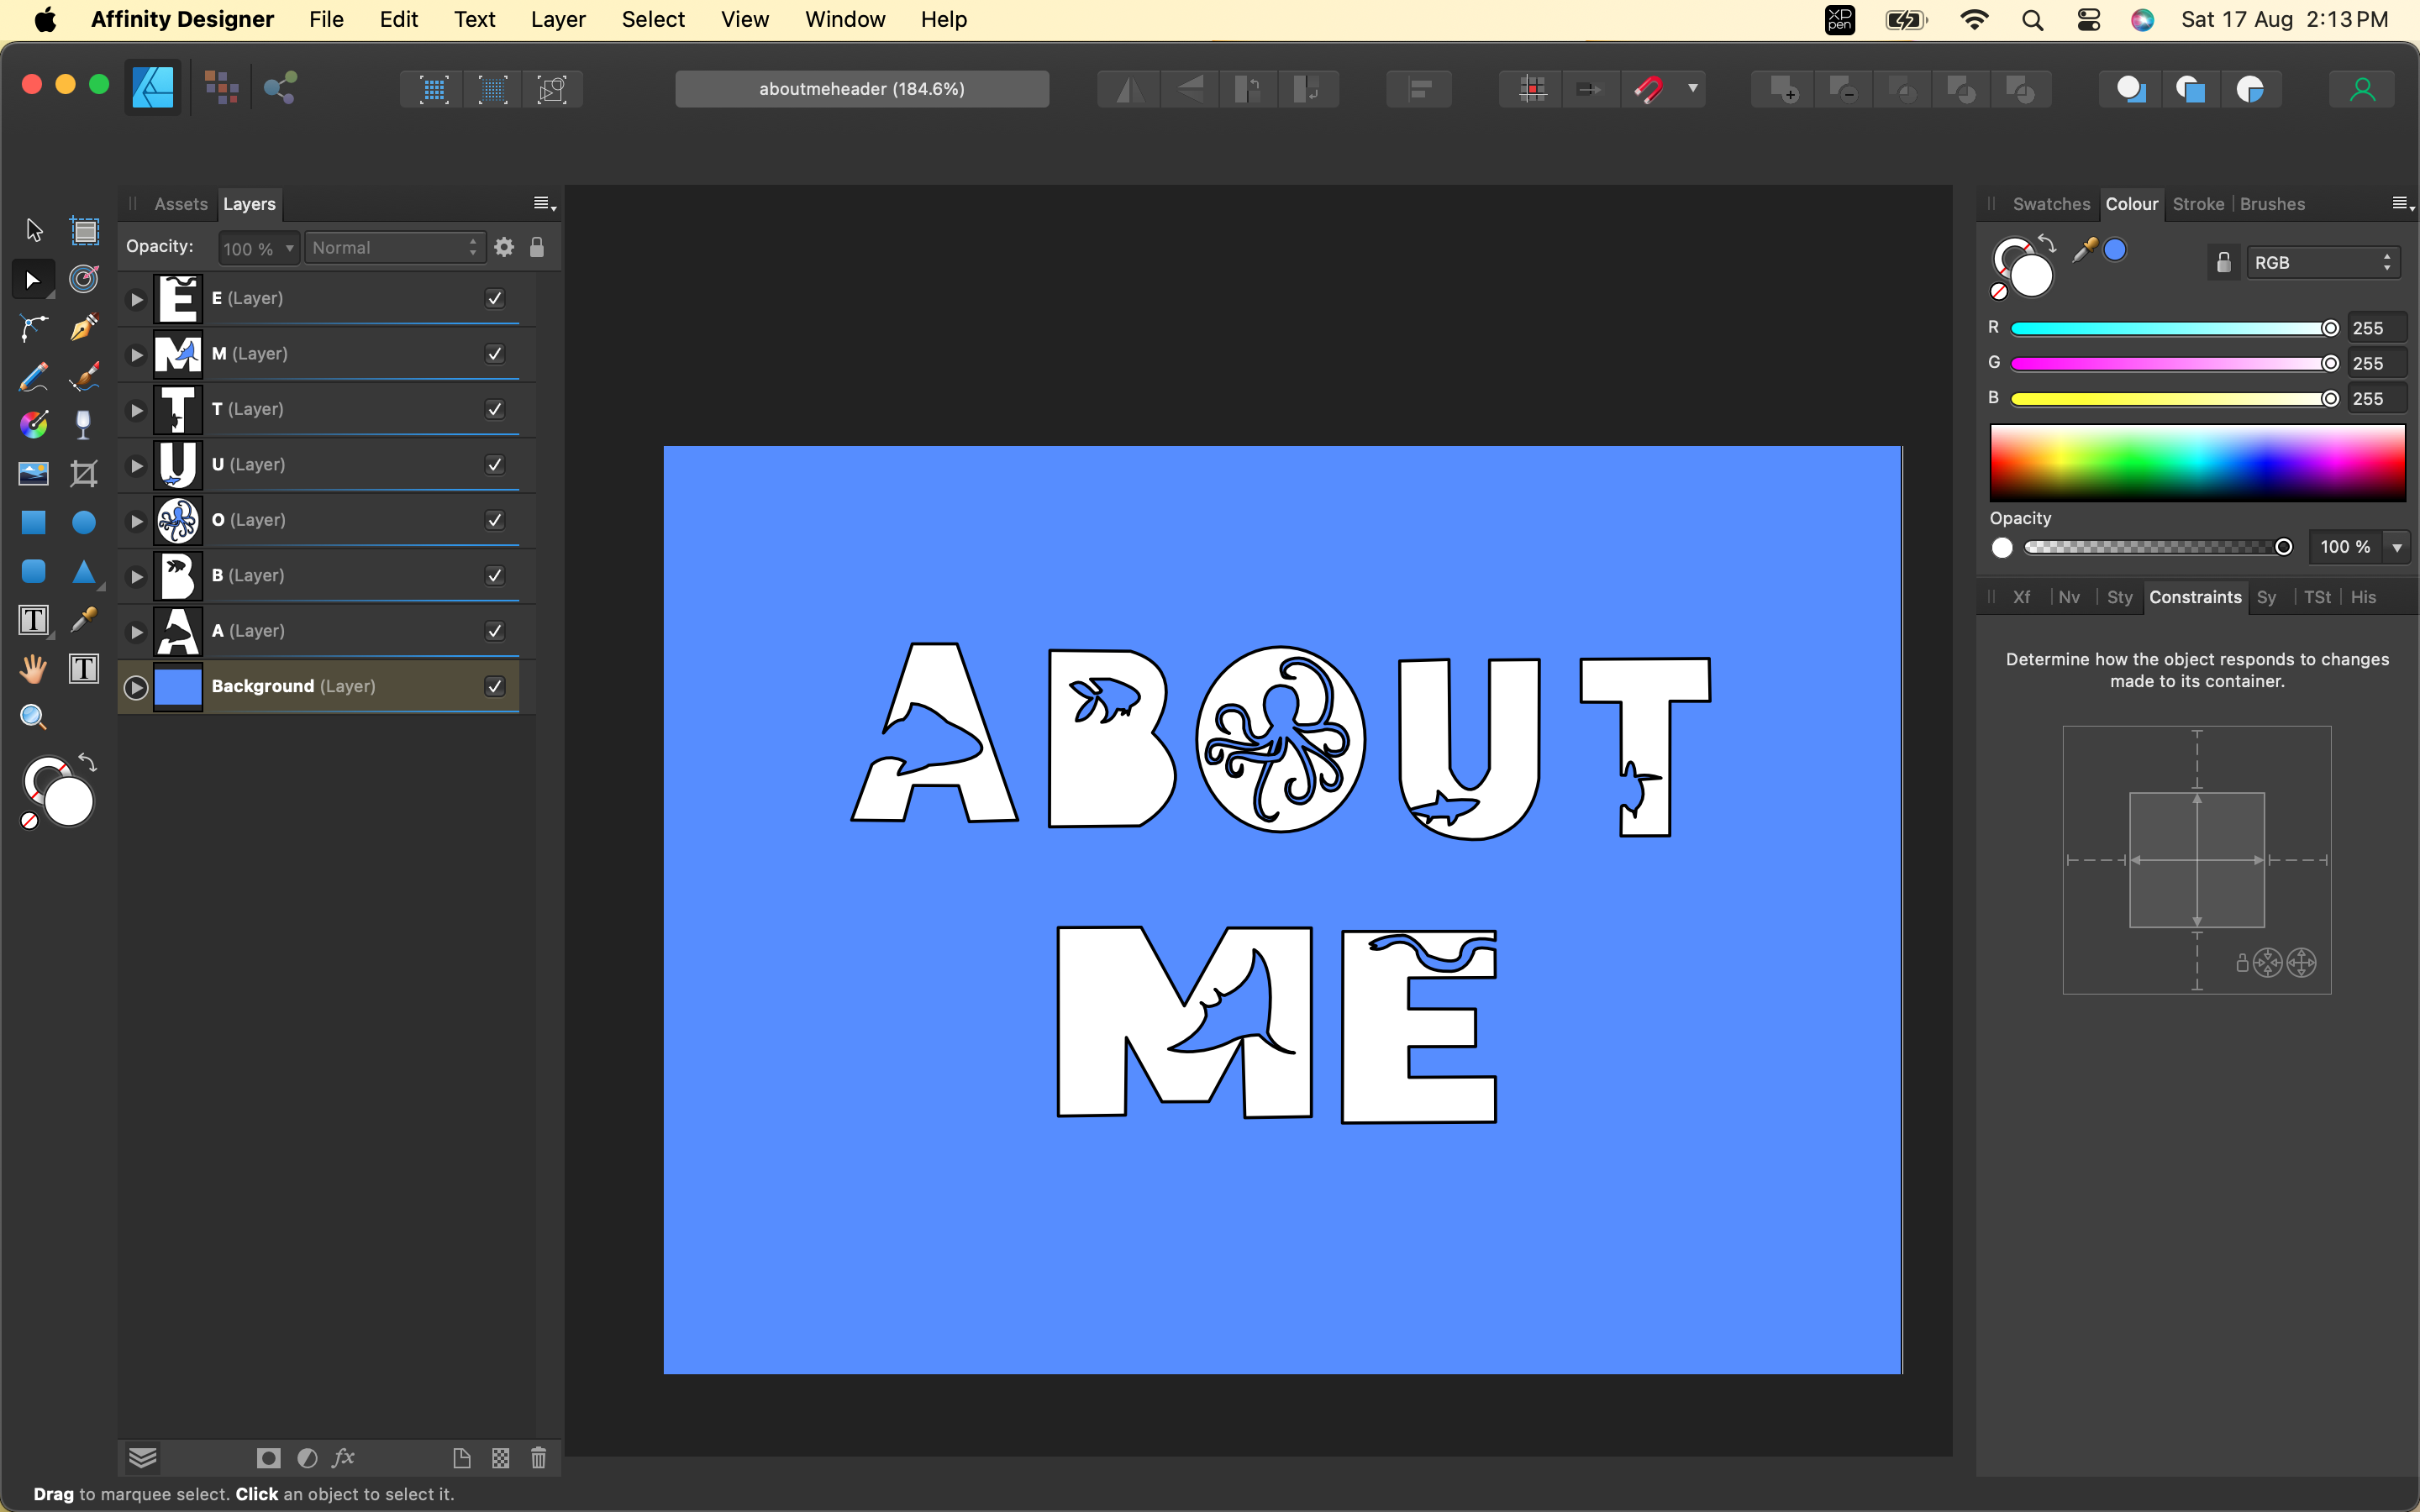 Affinity Designer File Edit Text Layer Select View Window Help XP pen Sat 17 Aug 2:13 PM
aboutmeheader (184.6%)
Assets Layers
Opacity: 100 % Normal
E (Layer)
M (Layer)
T (Layer)
U (Layer)
O (Layer)
B (Layer)
A (Layer)
Background (Layer)
fx
ABOUT
ME
Swatches Colour Stroke Brushes
RGB
R 255
G 255
B 255
Opacity
100 %
Xf Nv Sty Constraints Sy TSt His
Determine how the object responds to changes
made to its container.
Drag to marquee select. Click an object to select it.